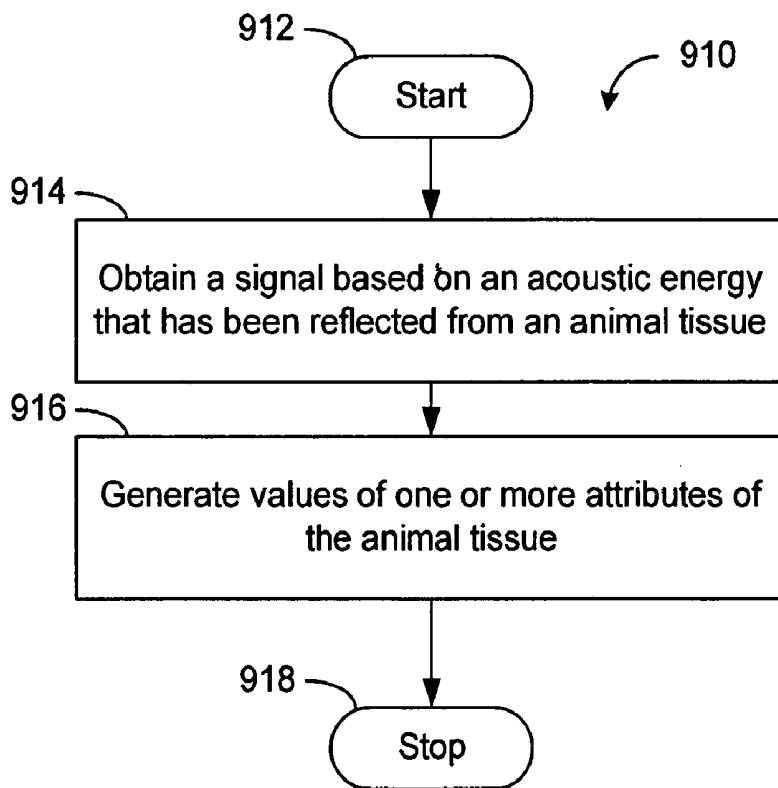 912
910
Start
914
Obtain a signal based on an acoustic energy
that has been reflected from an animal tissue
916
Generate values of one or more attributes of
the animal tissue
918
Stop